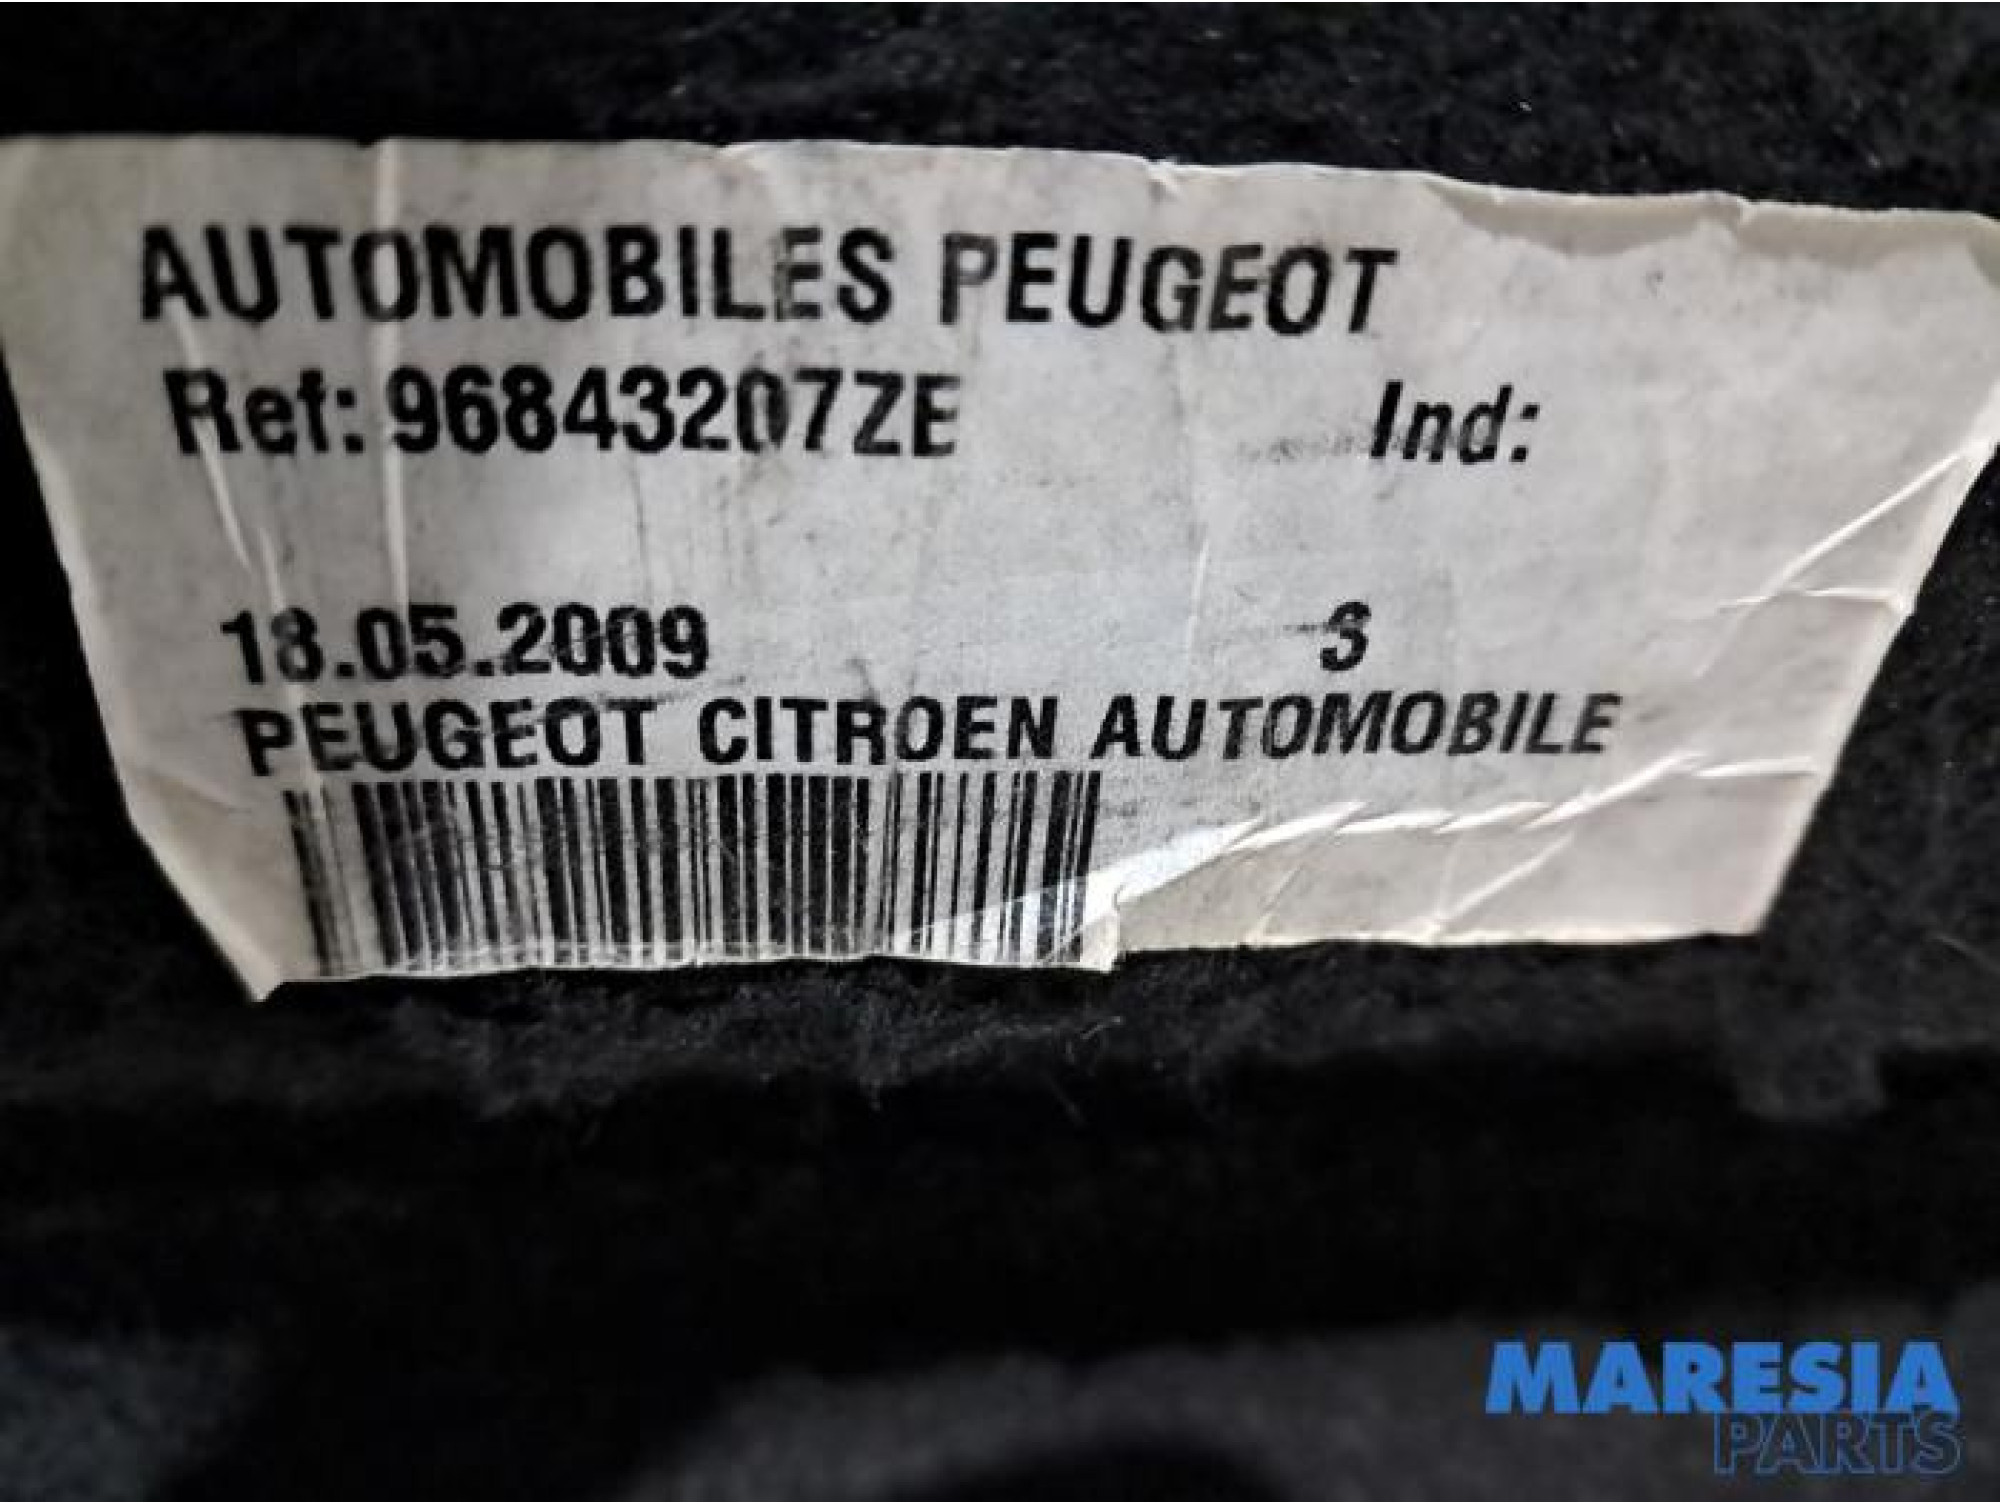 AUTOMOBILES PEUGEOT
Ref: 96843207ZE Ind:
18.05.2009 3
PEUGEOT CITROEN AUTOMOBILE
MARESIA
PARTS